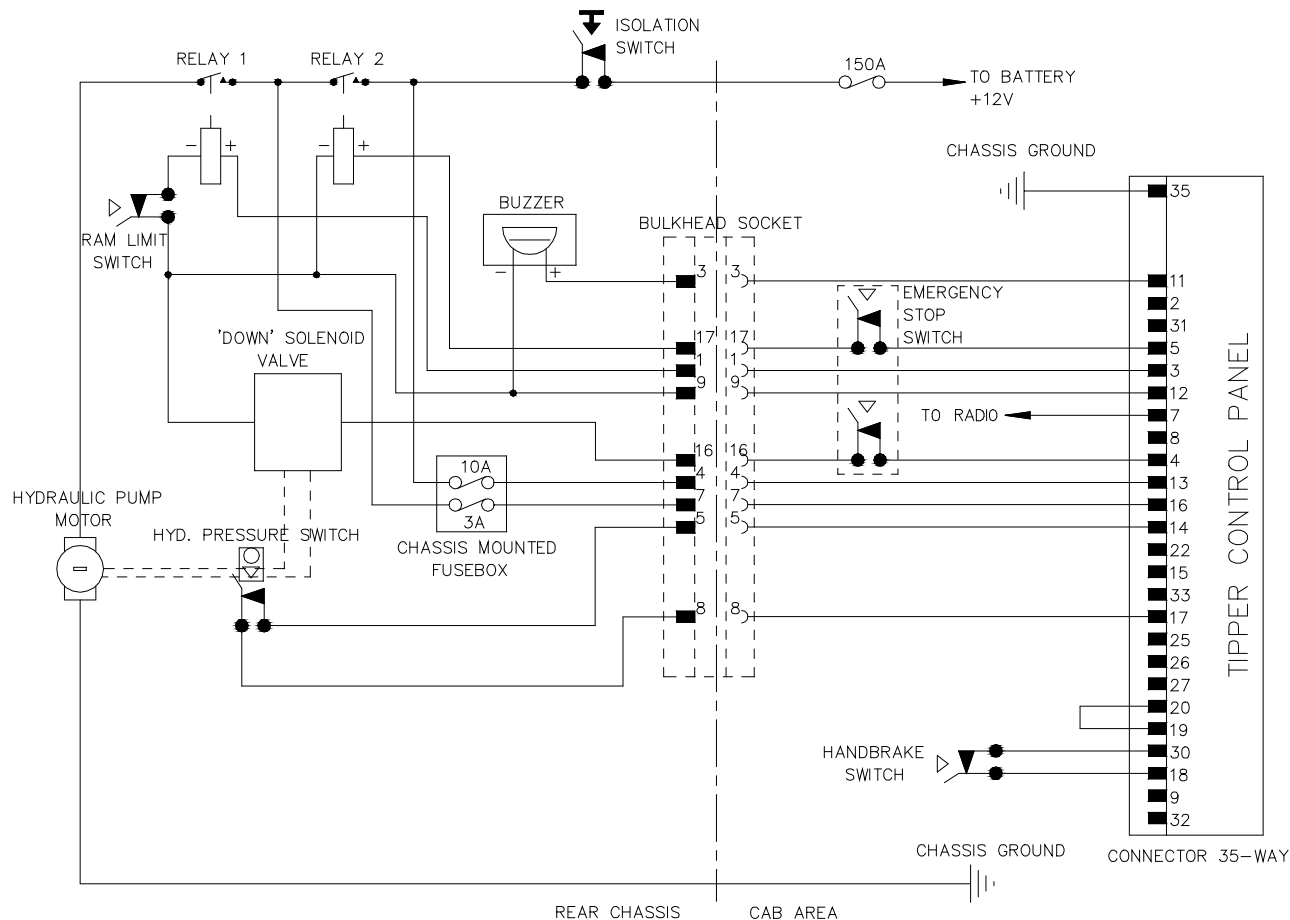 ISOLATION
SWITCH
RELAY 1
RELAY 2
150A
TO BATTERY
+12V
CHASSIS GROUND
- +
- +
35
BUZZER
- +
BULKHEAD SOCKET
RAM LIMIT
SWITCH
3 3
11
EMERGENCY
STOP
SWITCH
2
31
'DOWN' SOLENOID
VALVE
17 17
5
1 1
3
9 9
12
TO RADIO
7
8
16 16
4
10A
4 4
13
7 7
16
3A
5 5
14
HYDRAULIC PUMP
MOTOR
HYD. PRESSURE SWITCH
CHASSIS MOUNTED
FUSEBOX
22
15
33
8 8
17
25
26
27
20
19
HANDBRAKE
SWITCH
30
18
9
32
TIPPER CONTROL PANEL
CHASSIS GROUND
CONNECTOR 35-WAY
REAR CHASSIS
CAB AREA